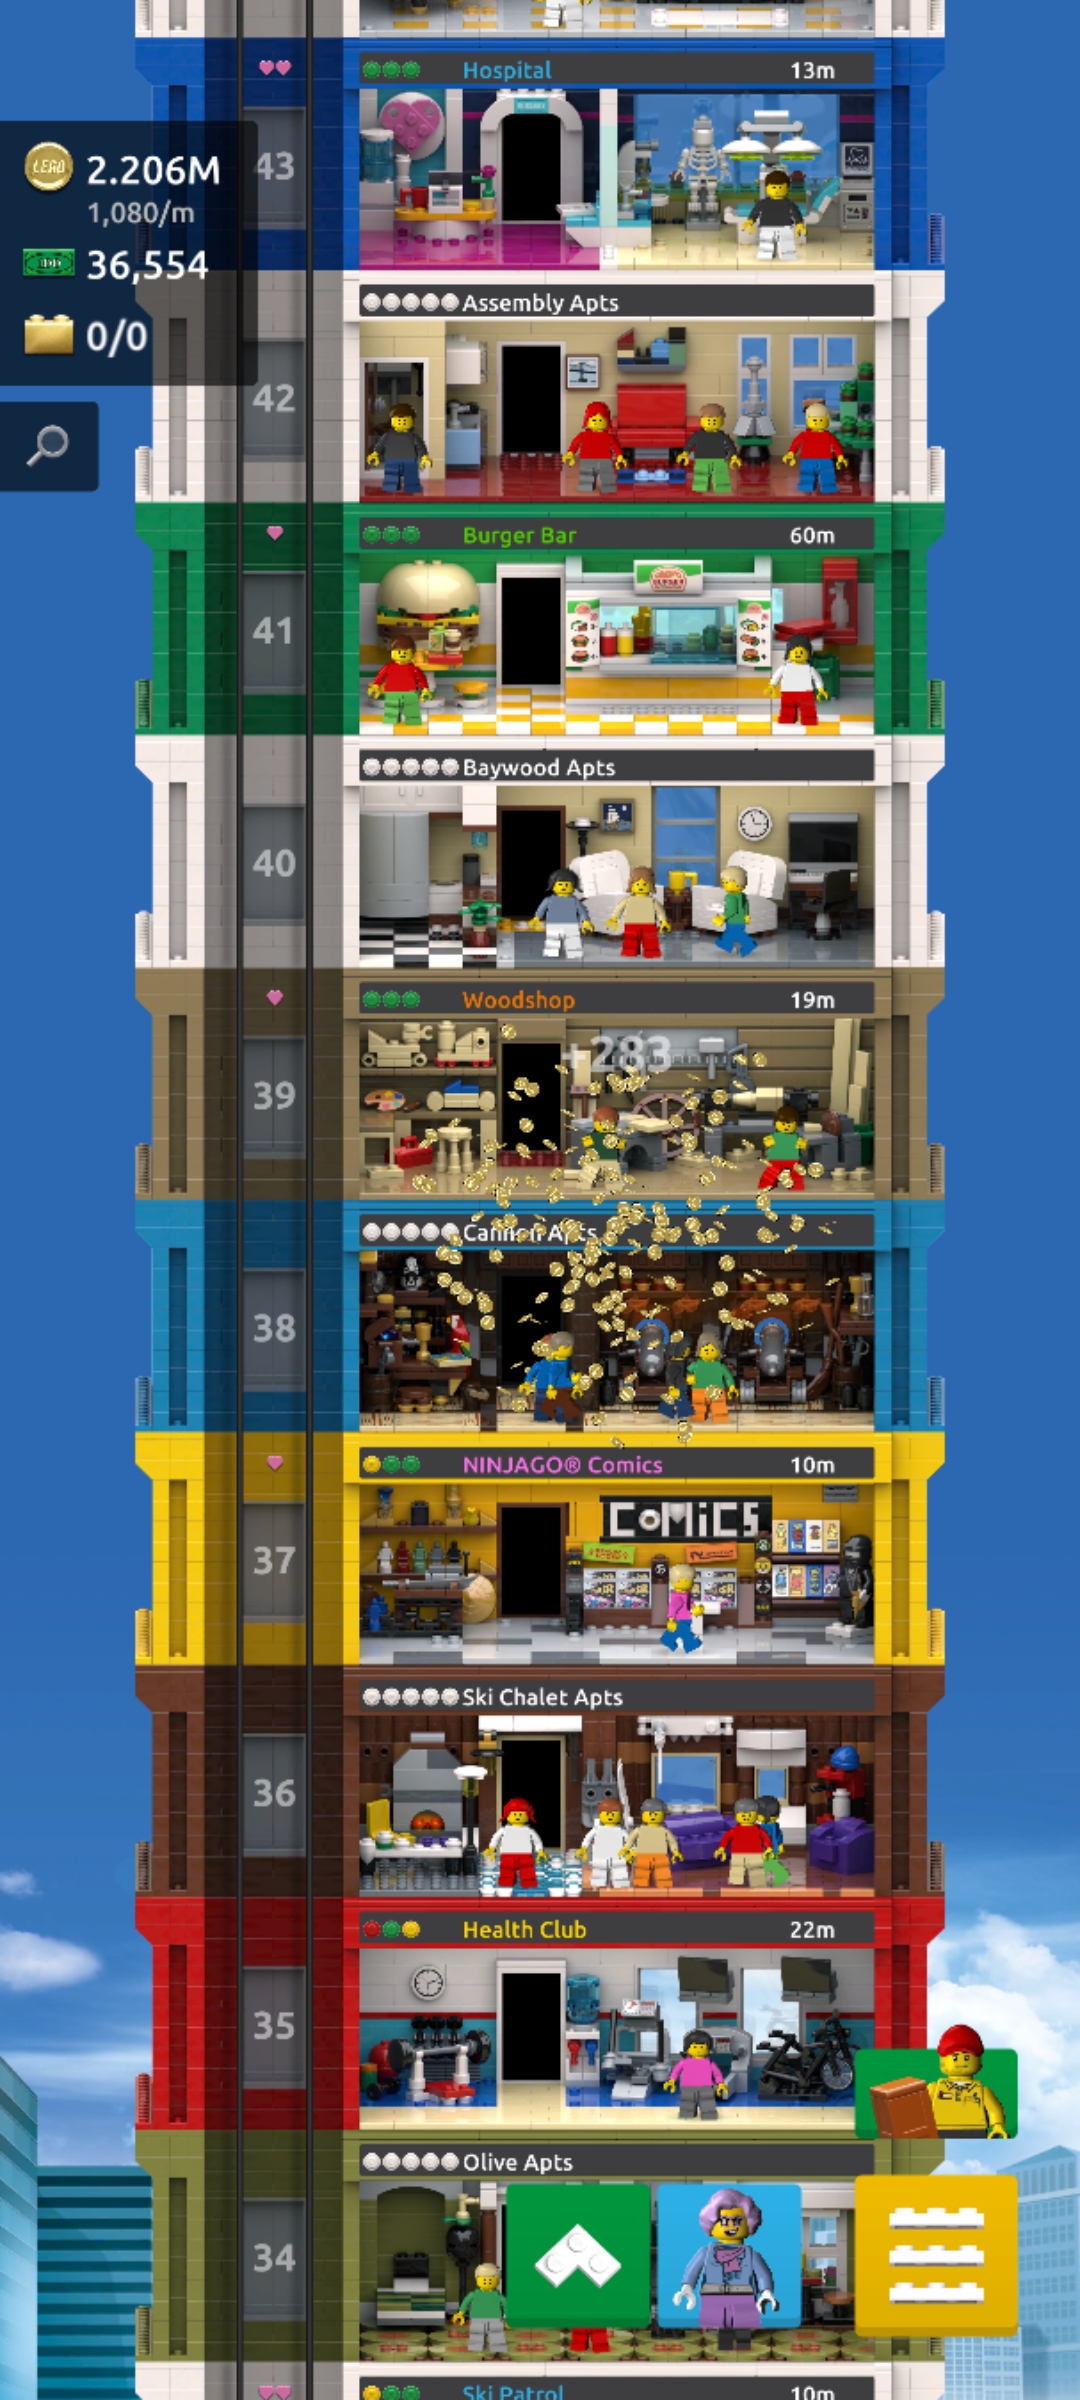 Hospital 13m
43
LEGO 2.206M
1,080/m
36,554
0/0
Assembly Apts
42
Burger Bar 60m
41
Baywood Apts
40
Woodshop 19m
+283
39
Cannon Apts
38
NINJAGO® Comics 10m
COMiCS
37
Ski Chalet Apts
36
Health Club 22m
35
Olive Apts
34
Ski Patrol 10m